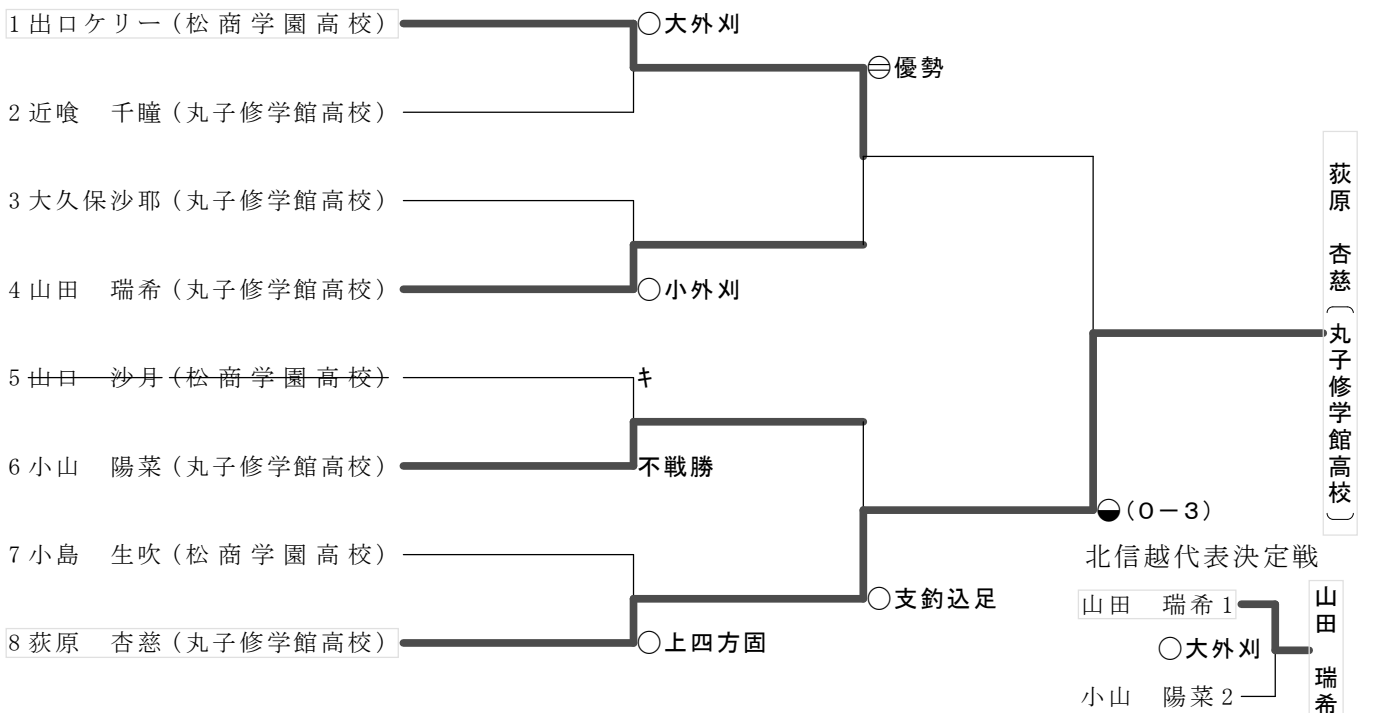 1 出口ケリー (松商学園高校)
○大外刈
⊖優勢
2 近喰 千瞳 (丸子修学館高校)
3 大久保沙耶 (丸子修学館高校)
4 山田 瑞希 (丸子修学館高校)
○小外刈
5 山口 沙月 (松商学園高校)
キ
6 小山 陽菜 (丸子修学館高校)
不戦勝
7 小島 生吹 (松商学園高校)
8 荻原 杏慈 (丸子修学館高校)
○上四方固
○支釣込足
(0−3)
荻原 杏慈 (丸子修学館高校)
北信越代表決定戦
山田 瑞希 1
○大外刈
小山 陽菜 2
山田 瑞希